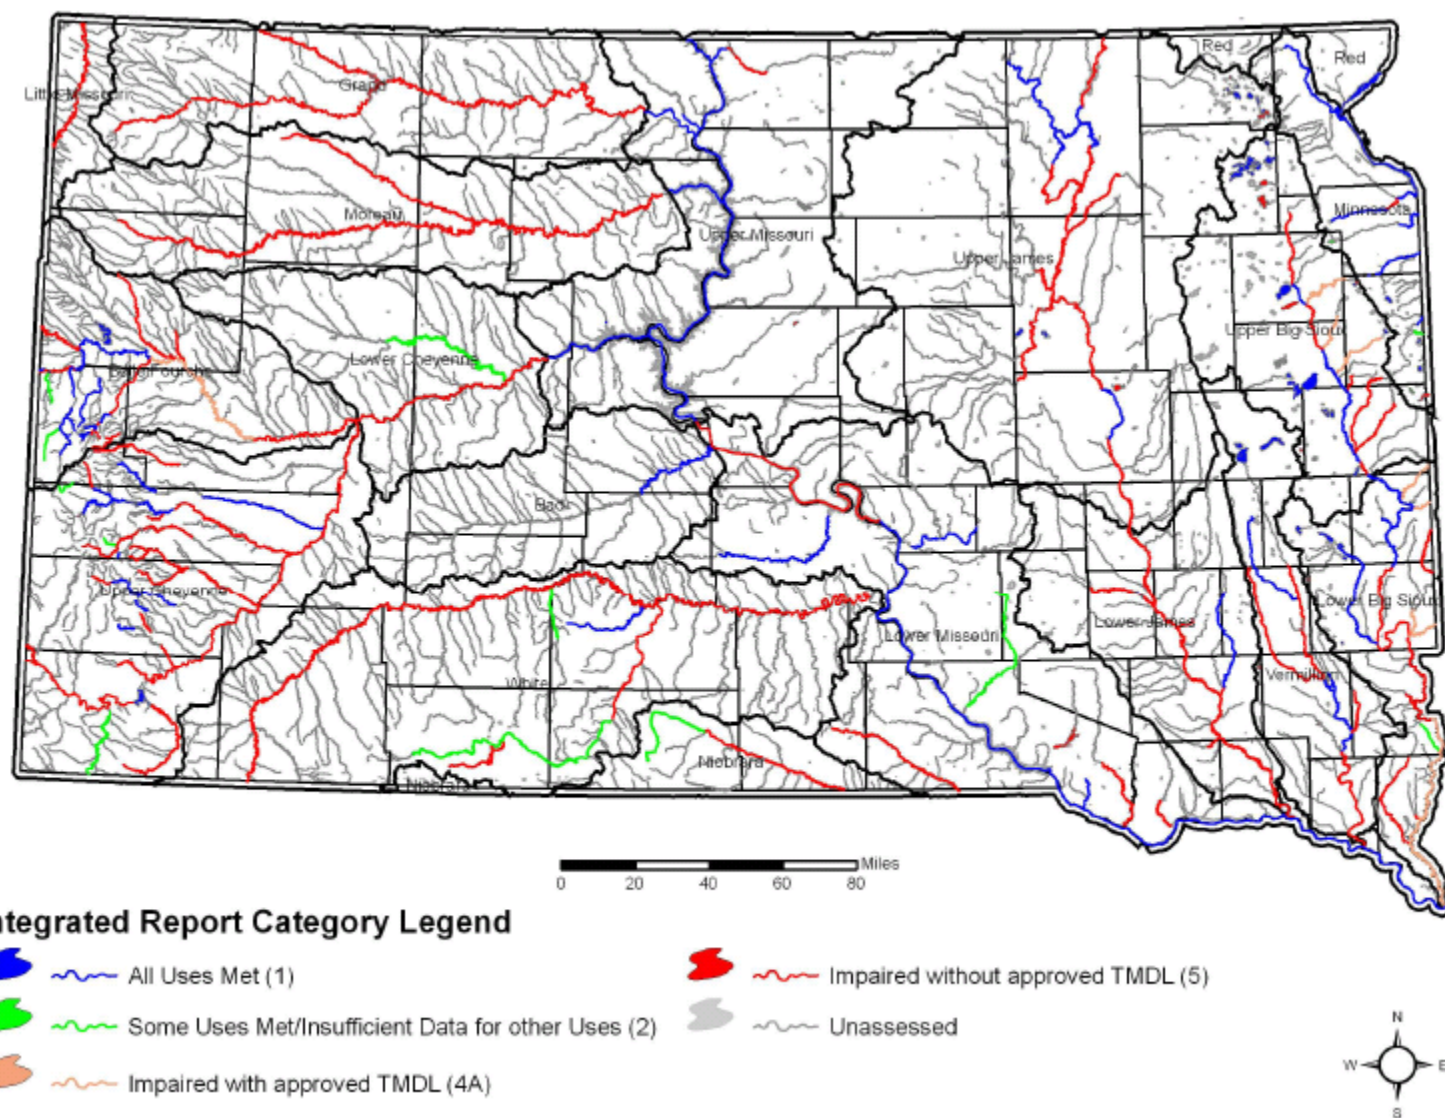 Red
Red
Little Missouri
Grand
Minnesota
Moreau
Upper Missouri
Upper James
Upper Big Sioux
Lower Cheyenne
Belle Fourche
Bad
Upper Cheyenne
Lower Big Sioux
Lower James
Lower Missouri
Vermillion
White
Niobrara
Niobrara
Miles
0 20 40 60 80
ntegrated Report Category Legend
All Uses Met (1)
Impaired without approved TMDL (5)
Some Uses Met/Insufficient Data for other Uses (2)
Unassessed
Impaired with approved TMDL (4A)
N
W E
S